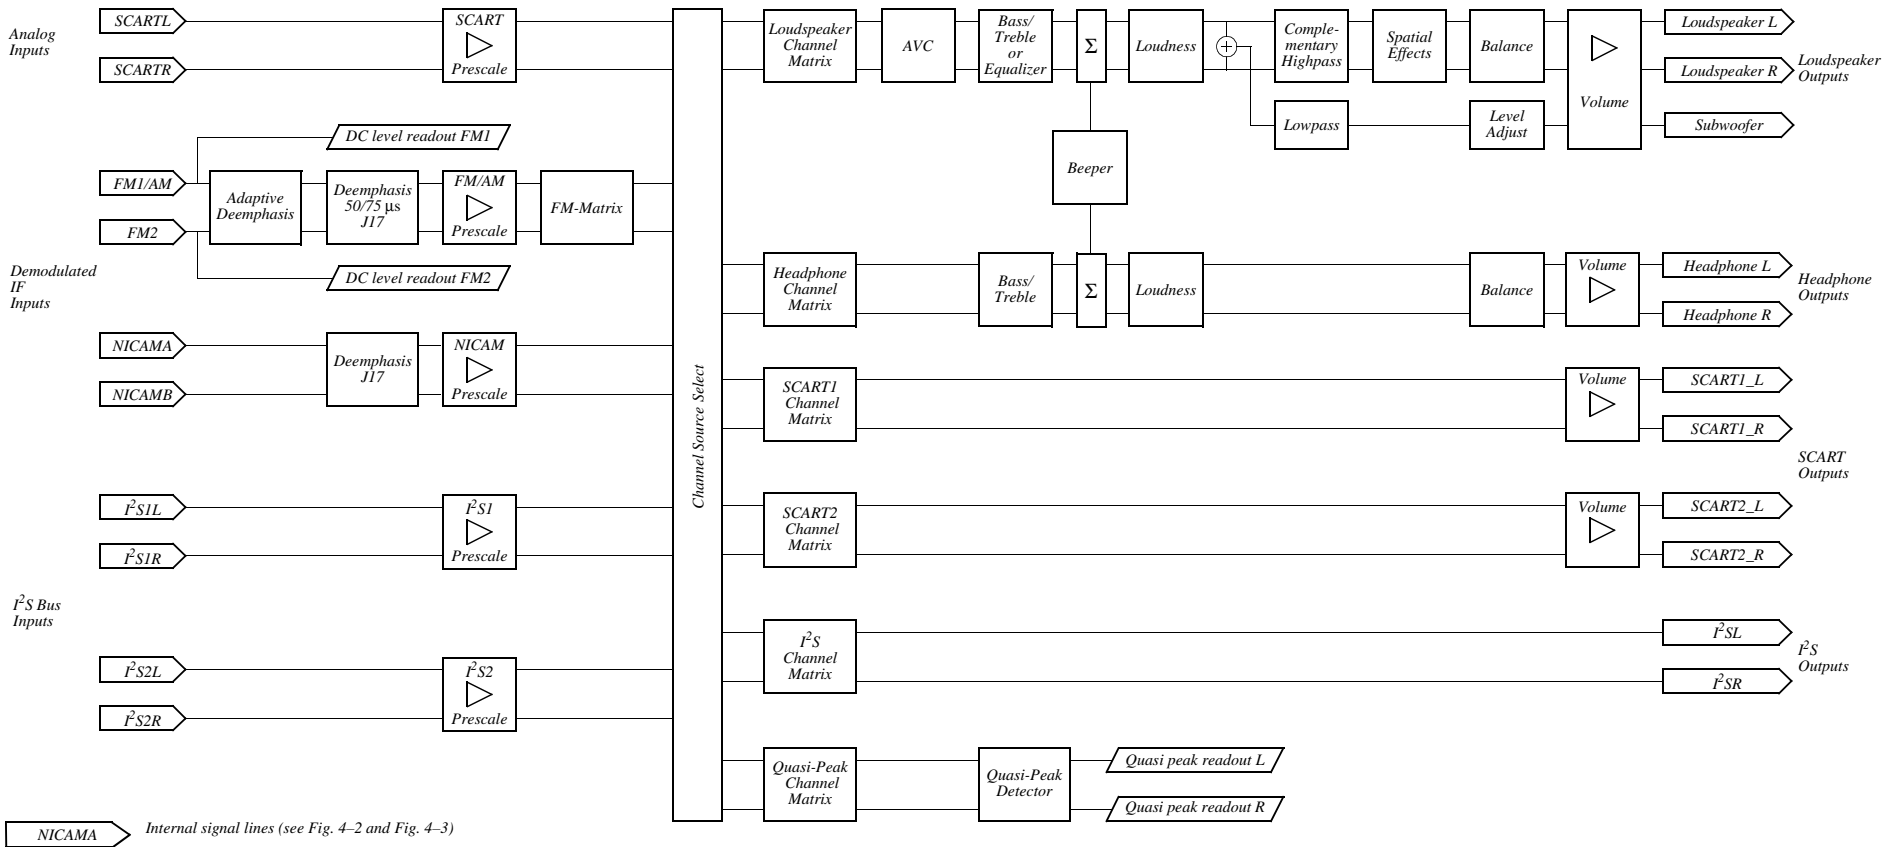 Analog
Inputs
SCARTL
SCARTR
SCART
Prescale
DC level readout FM1
FM1/AM
FM2
Adaptive
Deemphasis
Deemphasis
50/75 µs
J17
FM/AM
Prescale
FM-Matrix
DC level readout FM2
Demodulated
IF
Inputs
NICAMA
NICAMB
Deemphasis
J17
NICAM
Prescale
I²S1L
I²S1R
I²S1
Prescale
I²S Bus
Inputs
I²S2L
I²S2R
I²S2
Prescale
Channel Source Select
Loudspeaker
Channel
Matrix
AVC
Bass/
Treble
or
Equalizer
Σ
Loudness
+
Comple-
mentary
Highpass
Spatial
Effects
Balance
Volume
Loudspeaker L
Loudspeaker R
Loudspeaker
Outputs
Lowpass
Level
Adjust
Subwoofer
Beeper
Headphone
Channel
Matrix
Bass/
Treble
Σ
Loudness
Balance
Volume
Headphone L
Headphone R
Headphone
Outputs
SCART1
Channel
Matrix
Volume
SCART1_L
SCART1_R
SCART
Outputs
SCART2
Channel
Matrix
Volume
SCART2_L
SCART2_R
I²S
Channel
Matrix
I²SL
I²SR
I²S
Outputs
Quasi-Peak
Channel
Matrix
Quasi-Peak
Detector
Quasi peak readout L
Quasi peak readout R
NICAMA
Internal signal lines (see Fig. 4–2 and Fig. 4–3)